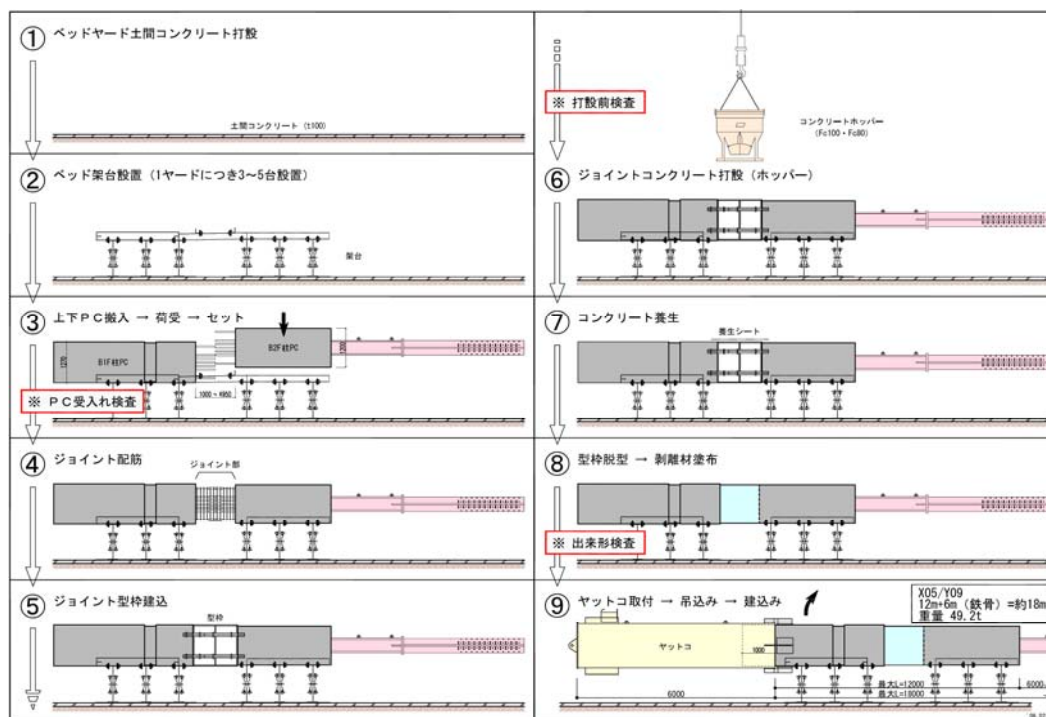 ① ベッドヤード土間コンクリート打設
土間コンクリート (t100)
② ベッド架台設置（1ヤードにつき3～5台設置）
架台
③ 上下ＰＣ搬入 → 荷受 → セット
B1F柱PC
1270
B2F柱PC
1200
1000 ～ 4950
※ ＰＣ受入れ検査
④ ジョイント配筋
ジョイント部
⑤ ジョイント型枠建込
型枠
※ 打設前検査
コンクリートホッパー
(Fc100・Fc80)
⑥ ジョイントコンクリート打設（ホッパー）
⑦ コンクリート養生
養生シート
⑧ 型枠脱型 → 剥離材塗布
※ 出来形検査
⑨ ヤットコ取付 → 吊込み → 建込み
X05/Y09
12m+6m（鉄骨）=約18m
重量 49.2t
ヤットコ
1000
6000
最大L=12000
6000
最大L=18000